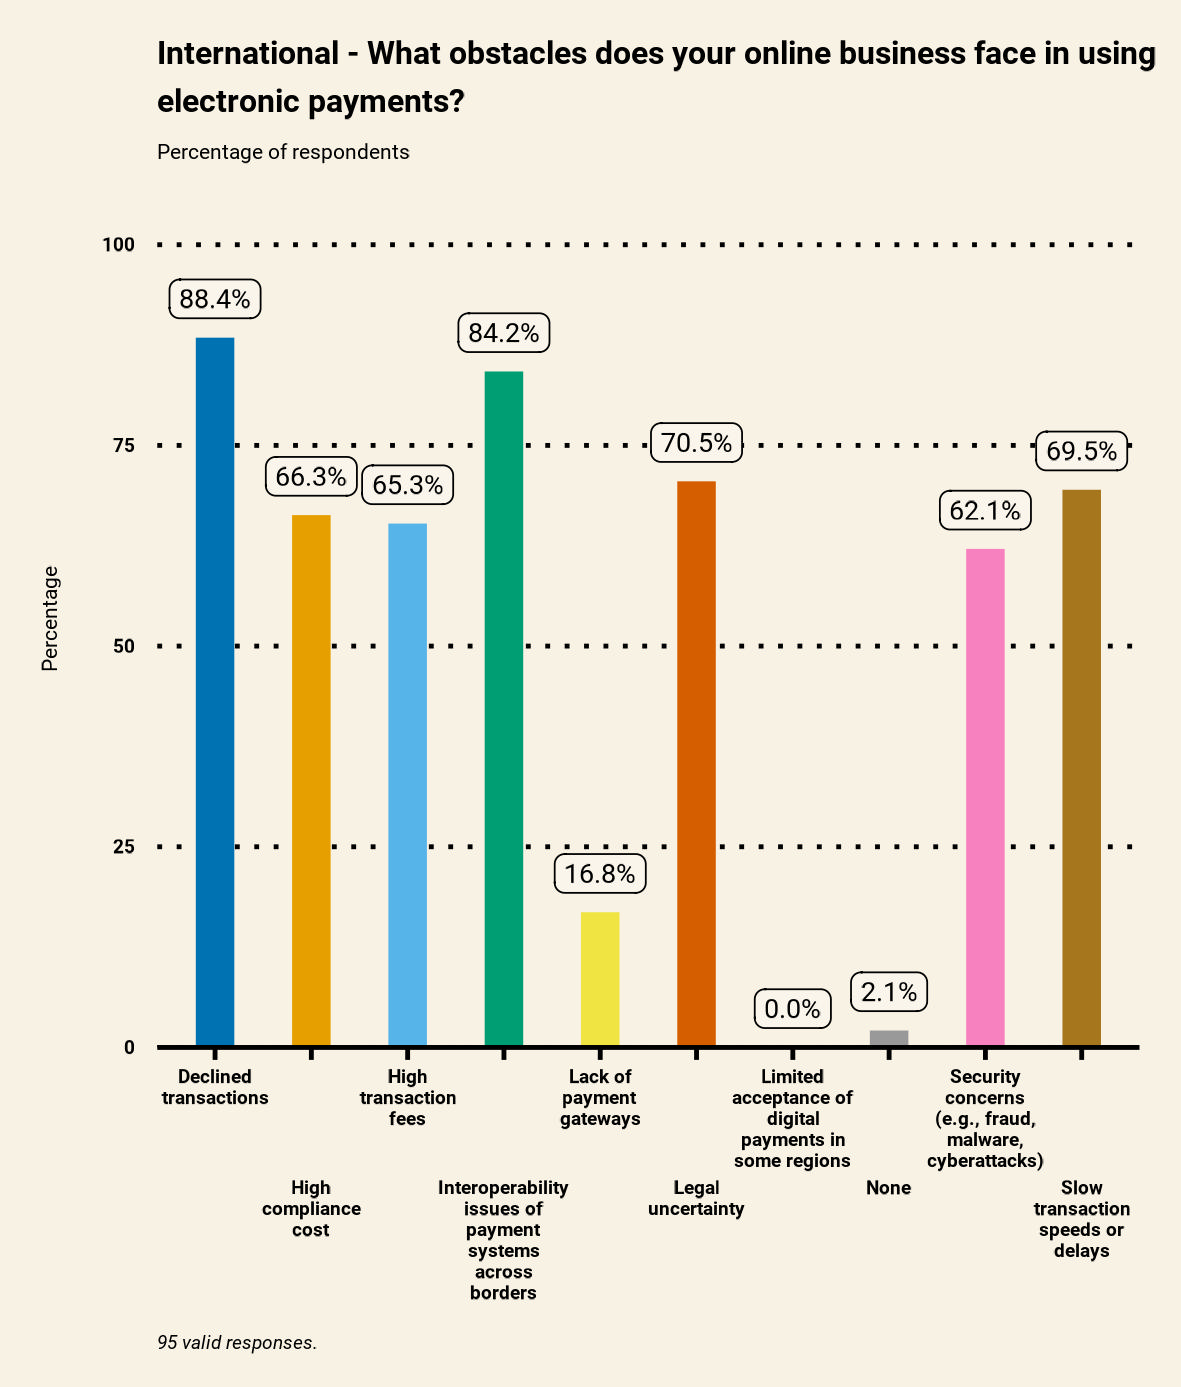 International - What obstacles does your online business face in using
electronic payments?
Percentage of respondents
Percentage
100
75
50
25
0
88.4%
66.3%
65.3%
84.2%
16.8%
70.5%
0.0%
2.1%
62.1%
69.5%
Declined
transactions
High
compliance
cost
High
transaction
fees
Interoperability
issues of
payment
systems
across
borders
Lack of
payment
gateways
Legal
uncertainty
Limited
acceptance of
digital
payments in
some regions
None
Security
concerns
(e.g., fraud,
malware,
cyberattacks)
Slow
transaction
speeds or
delays
95 valid responses.